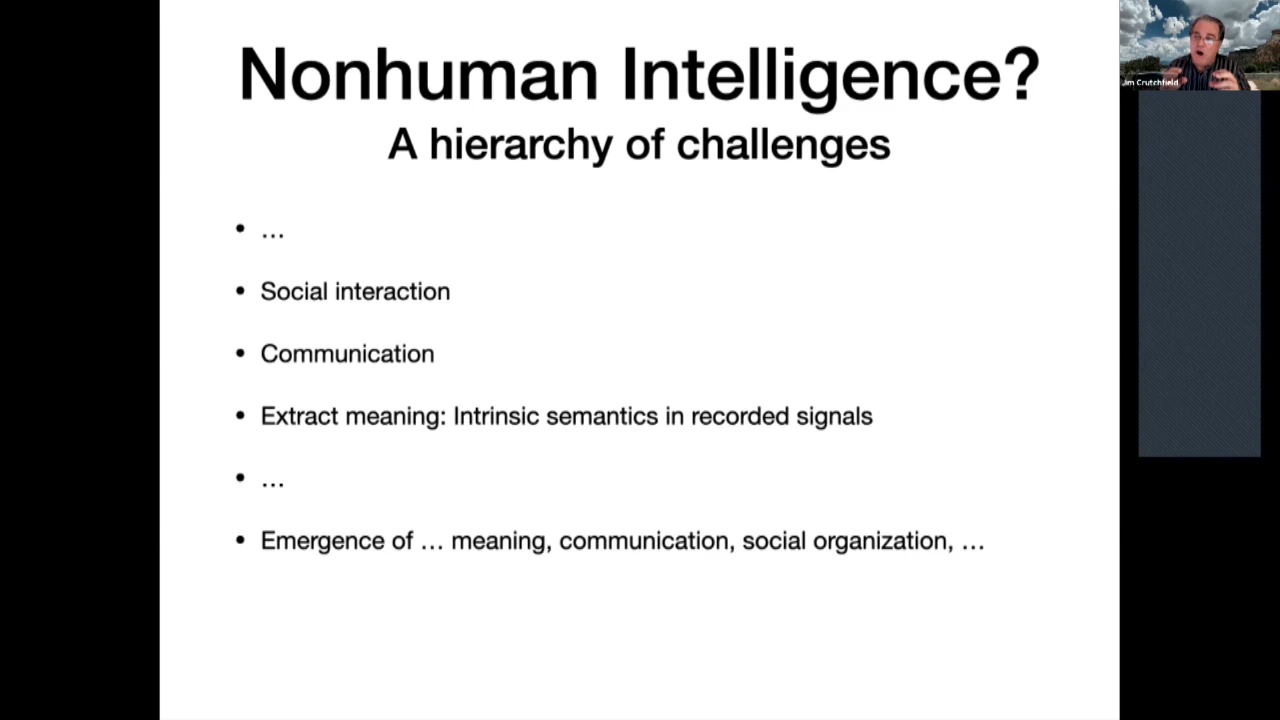 Nonhuman Intelligence?
A hierarchy of challenges
• …
• Social interaction
• Communication
• Extract meaning: Intrinsic semantics in recorded signals
• …
• Emergence of … meaning, communication, social organization, …
Jim Crutchfield